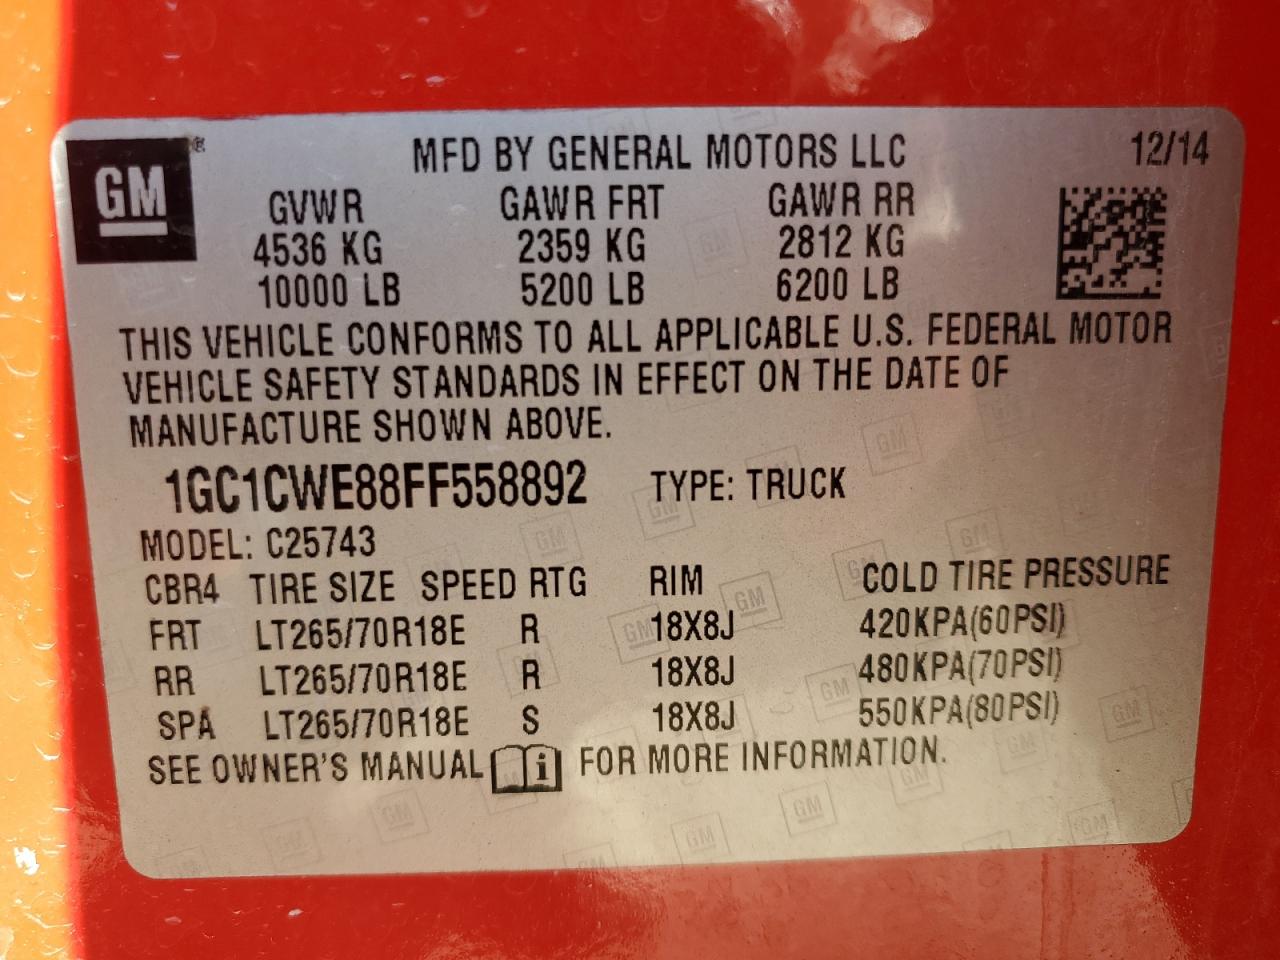 GM®
MFD BY GENERAL MOTORS LLC 12/14
GVWR GAWR FRT GAWR RR
4536 KG 2359 KG 2812 KG
10000 LB 5200 LB 6200 LB
THIS VEHICLE CONFORMS TO ALL APPLICABLE U.S. FEDERAL MOTOR
VEHICLE SAFETY STANDARDS IN EFFECT ON THE DATE OF
MANUFACTURE SHOWN ABOVE.
1GC1CWE88FF558892 TYPE: TRUCK
MODEL: C25743
CBR4 TIRE SIZE SPEED RTG RIM COLD TIRE PRESSURE
FRT LT265/70R18E R 18X8J 420KPA(60PSI)
RR LT265/70R18E R 18X8J 480KPA(70PSI)
SPA LT265/70R18E S 18X8J 550KPA(80PSI)
SEE OWNER'S MANUAL i FOR MORE INFORMATION.